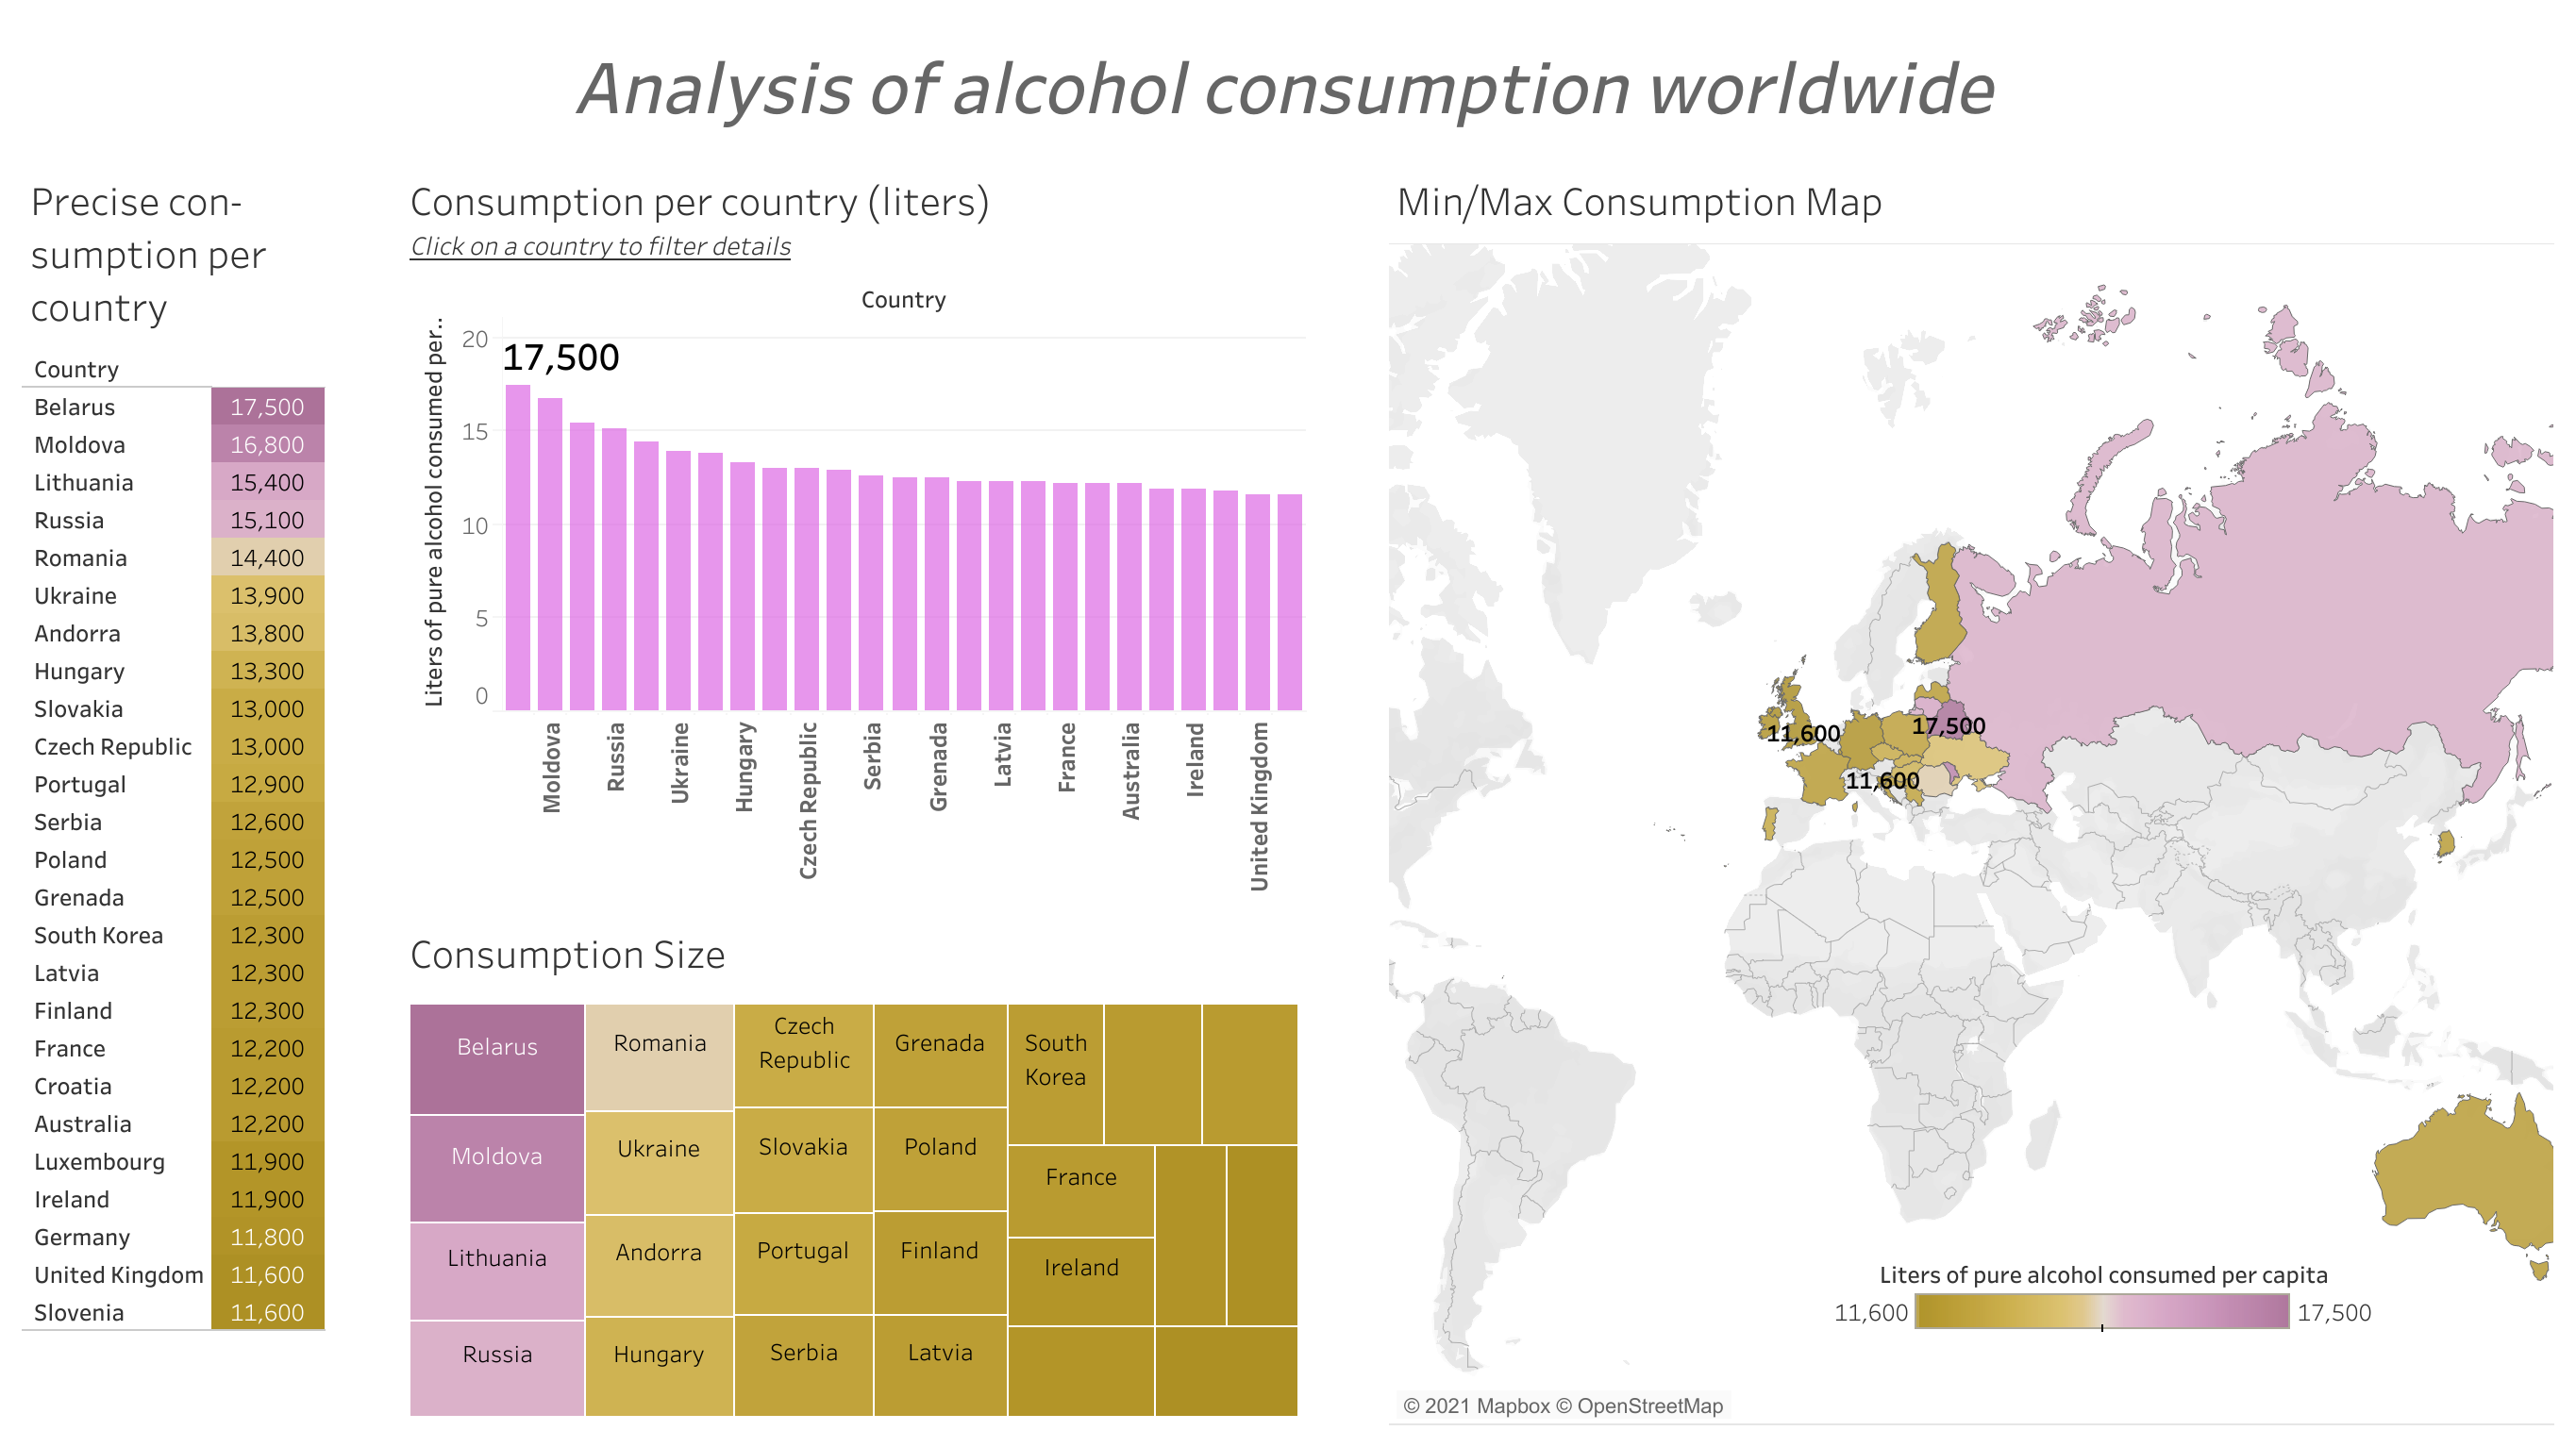 Analysis of alcohol consumption worldwide
Precise con-
sumption per
country
Country
Belarus 17,500
Moldova 16,800
Lithuania 15,400
Russia 15,100
Romania 14,400
Ukraine 13,900
Andorra 13,800
Hungary 13,300
Slovakia 13,000
Czech Republic 13,000
Portugal 12,900
Serbia 12,600
Poland 12,500
Grenada 12,500
South Korea 12,300
Latvia 12,300
Finland 12,300
France 12,200
Croatia 12,200
Australia 12,200
Luxembourg 11,900
Ireland 11,900
Germany 11,800
United Kingdom 11,600
Slovenia 11,600
Consumption per country (liters)
Click on a country to filter details
Country
Liters of pure alcohol consumed per..
20
15
10
5
0
17,500
Moldova
Russia
Ukraine
Hungary
Czech Republic
Serbia
Grenada
Latvia
France
Australia
Ireland
United Kingdom
Consumption Size
Belarus
Moldova
Lithuania
Russia
Romania
Ukraine
Andorra
Hungary
Czech
Republic
Slovakia
Portugal
Serbia
Grenada
Poland
Finland
Latvia
South
Korea
France
Ireland
Min/Max Consumption Map
17,500
11,600
11,600
Liters of pure alcohol consumed per capita
11,600 17,500
© 2021 Mapbox © OpenStreetMap